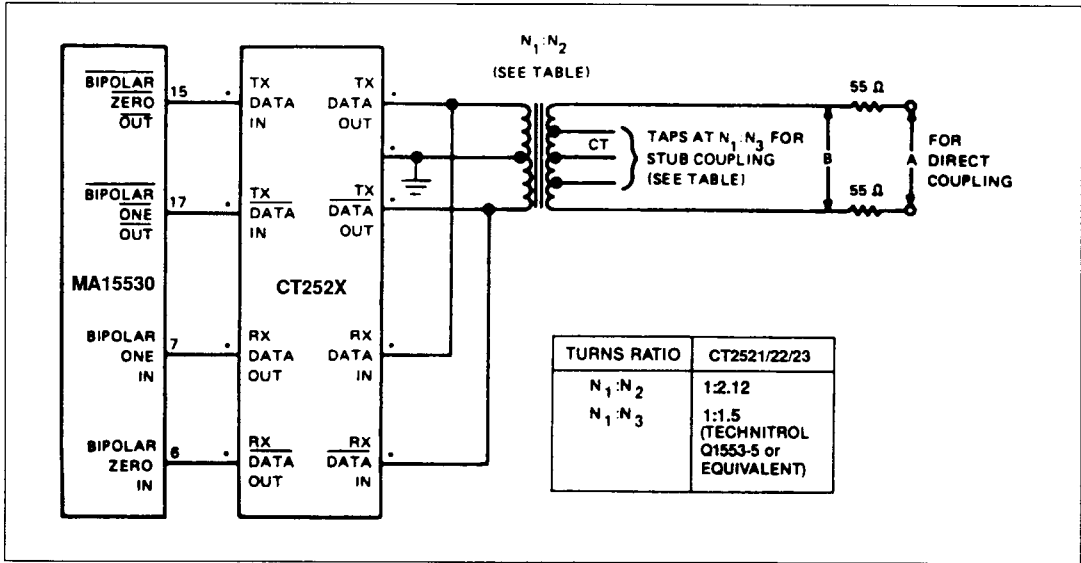 N1:N2
(SEE TABLE)
BIPOLAR
ZERO
OUT
15
TX
DATA
IN
TX
DATA
OUT
BIPOLAR
ONE
OUT
17
TX
DATA
IN
TX
DATA
OUT
MA15530
CT252X
BIPOLAR
ONE
IN
7
RX
DATA
OUT
RX
DATA
IN
BIPOLAR
ZERO
IN
6
RX
DATA
OUT
RX
DATA
IN
CT
TAPS AT N1:N3 FOR
STUB COUPLING
(SEE TABLE)
B
55 Ω
55 Ω
A
FOR
DIRECT
COUPLING
TURNS RATIO CT2521/22/23
N1:N2 1:2.12
N1:N3 1:1.5
(TECHNITROL
Q1553-5 or
EQUIVALENT)